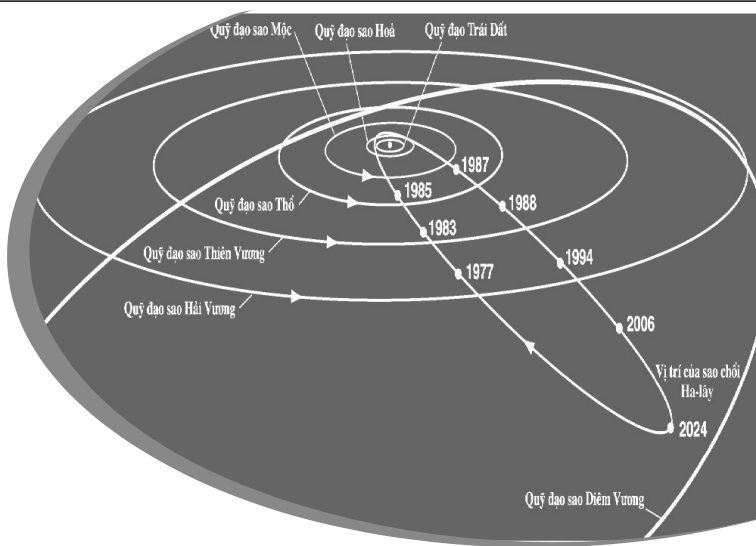 Quỹ đạo sao Mộc
Quỹ đạo sao Hoả
Quỹ đạo Trái Đất
1987
1985
Quỹ đạo sao Thổ
1988
1983
Quỹ đạo sao Thiên Vương
1994
1977
Quỹ đạo sao Hải Vương
2006
Vị trí của sao chổi
Ha-lây
2024
Quỹ đạo sao Diêm Vương